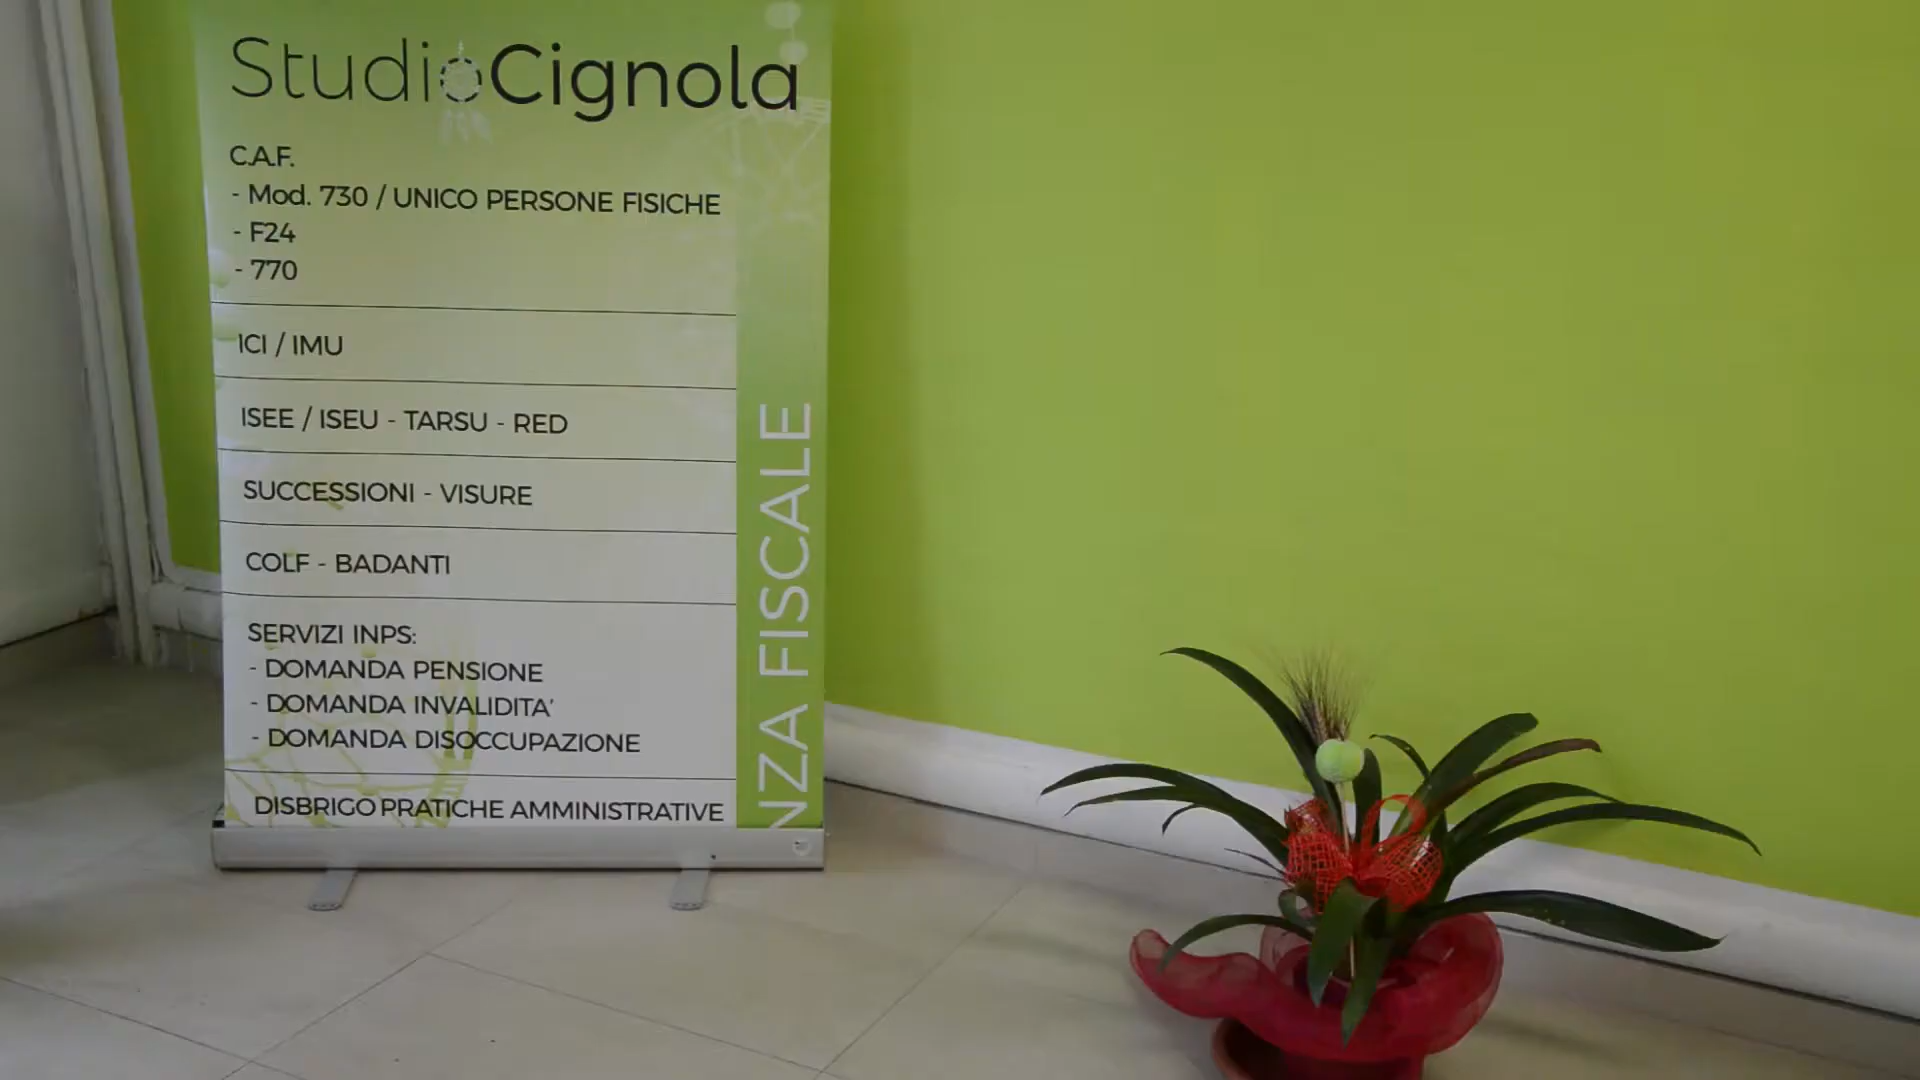 StudioCignola
C.A.F.
- Mod. 730 / UNICO PERSONE FISICHE
- F24
- 770
ICI / IMU
ISEE / ISEU - TARSU - RED
SUCCESSIONI - VISURE
COLF - BADANTI
SERVIZI INPS:
- DOMANDA PENSIONE
- DOMANDA INVALIDITA'
- DOMANDA DISOCCUPAZIONE
DISBRIGO PRATICHE AMMINISTRATIVE
NZA FISCALE